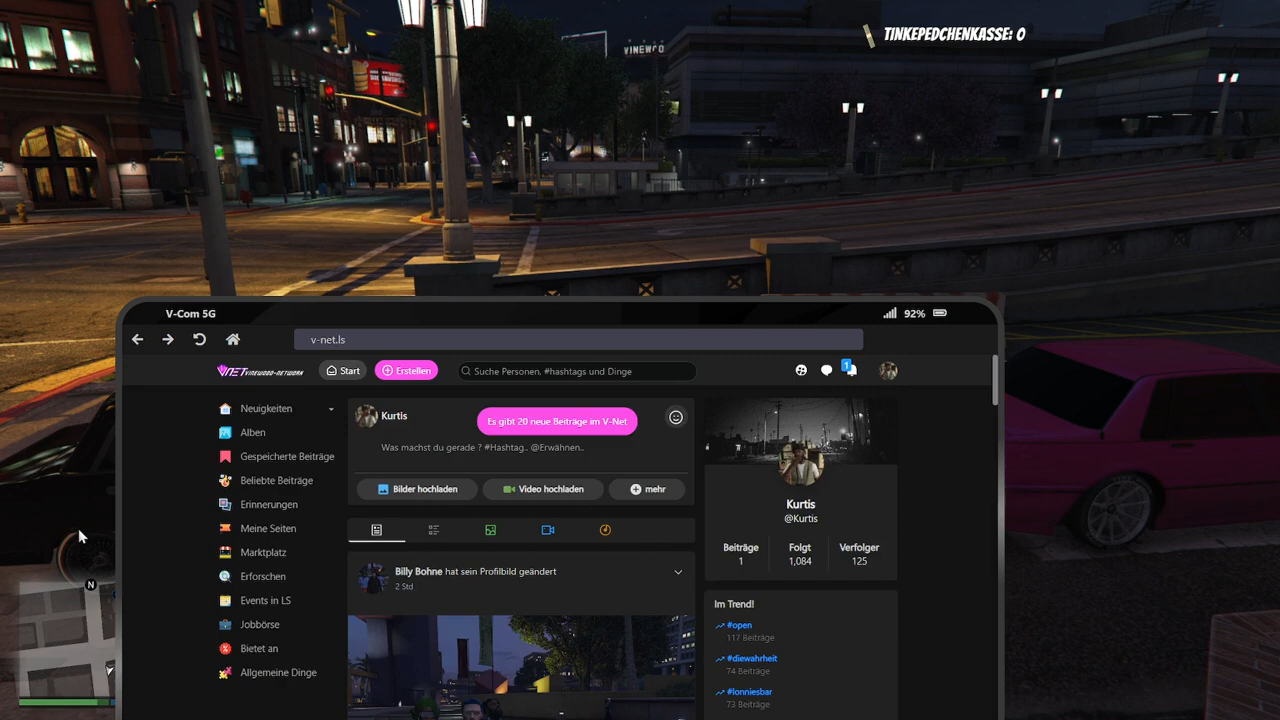 TINKEPEDCHENKASSE: 0
VINEWOO
V-Com 5G
92%
v-net.ls
VNET VINEWOOD-NETWORK
Start
Erstellen
Suche Personen, #hashtags und Dinge
1
Neuigkeiten
Alben
Gespeicherte Beiträge
Beliebte Beiträge
Erinnerungen
Meine Seiten
Marktplatz
Erforschen
Events in LS
Jobbörse
Bietet an
Allgemeine Dinge
Kurtis
Es gibt 20 neue Beiträge im V-Net
Was machst du gerade ? #Hashtag.. @Erwähnen..
Bilder hochladen
Video hochladen
mehr
Billy Bohne hat sein Profilbild geändert
2 Std
Kurtis
@Kurtis
Beiträge Folgt Verfolger
1 1,084 125
Im Trend!
#open
117 Beiträge
#diewahrheit
74 Beiträge
#lonniesbar
73 Beiträge
N